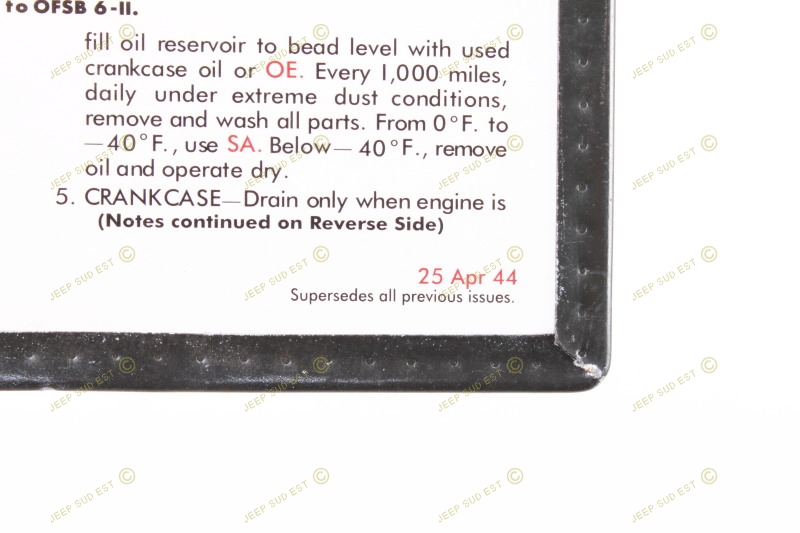 to OFSB 6-II.
fill oil reservoir to bead level with used
crankcase oil or OE. Every 1,000 miles,
daily under extreme dust conditions,
remove and wash all parts. From 0°F. to
—40°F., use SA. Below—40°F., remove
oil and operate dry.
5. CRANKCASE—Drain only when engine is
(Notes continued on Reverse Side)
25 Apr 44
Supersedes all previous issues.
JEEP SUD EST ©